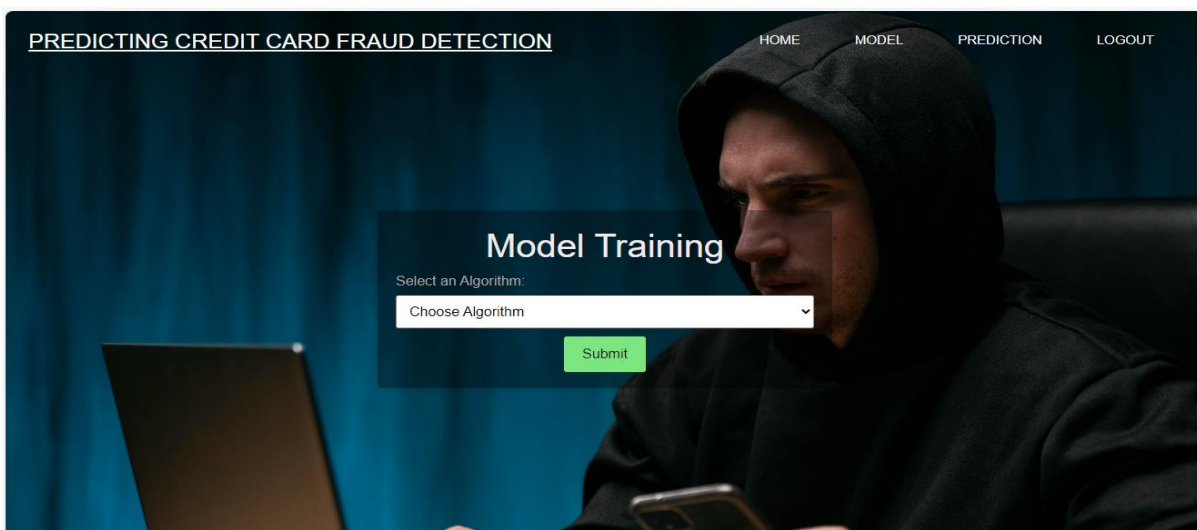 PREDICTING CREDIT CARD FRAUD DETECTION
HOME MODEL PREDICTION LOGOUT
Model Training
Select an Algorithm:
Choose Algorithm
Submit